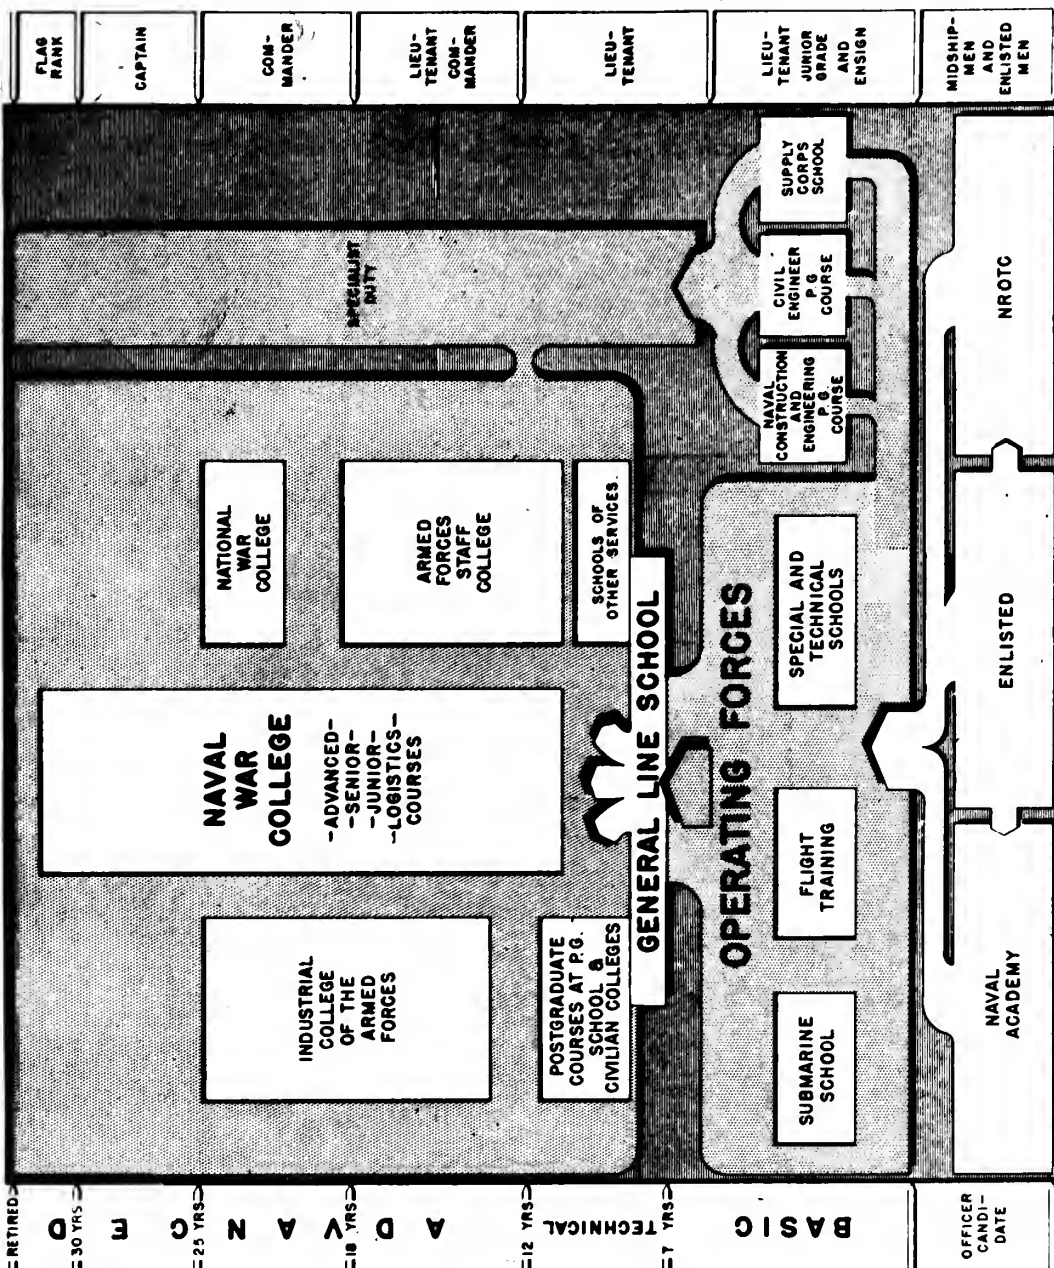 FLAG
RANK
CAPTAIN
COM-
MANDER
LIEU-
TENANT
COM-
MANDER
LIEU-
TENANT
LIEU-
TENANT
JUNIOR
GRADE
AND
ENSIGN
MIDSHIP-
MEN
AND
ENLISTED
MEN
SPECIALIST
DUTY
SUPPLY
CORPS
SCHOOL
CIVIL
ENGINEER
P.G
COURSE
NAVAL
CONSTRUCTION
AND
ENGINEERING
P.G.
COURSE
NROTC
NATIONAL
WAR
COLLEGE
ARMED
FORCES
STAFF
COLLEGE
SCHOOLS OF
OTHER SERVICES.
NAVAL
WAR
COLLEGE
-ADVANCED-
-SENIOR-
-JUNIOR-
-LOGISTICS-
COURSES
GENERAL LINE SCHOOL
OPERATING FORCES
SPECIAL AND
TECHNICAL
SCHOOLS
ENLISTED
INDUSTRIAL
COLLEGE
OF THE
ARMED
FORCES
POSTGRADUATE
COURSES AT P.G.
SCHOOL &
CIVILIAN COLLEGES
FLIGHT
TRAINING
SUBMARINE
SCHOOL
NAVAL
ACADEMY
RETIRED
30 YRS
ADVANCED
25 YRS
18 YRS
12 YRS
TECHNICAL
7 YRS
BASIC
OFFICER
CANDI-
DATE